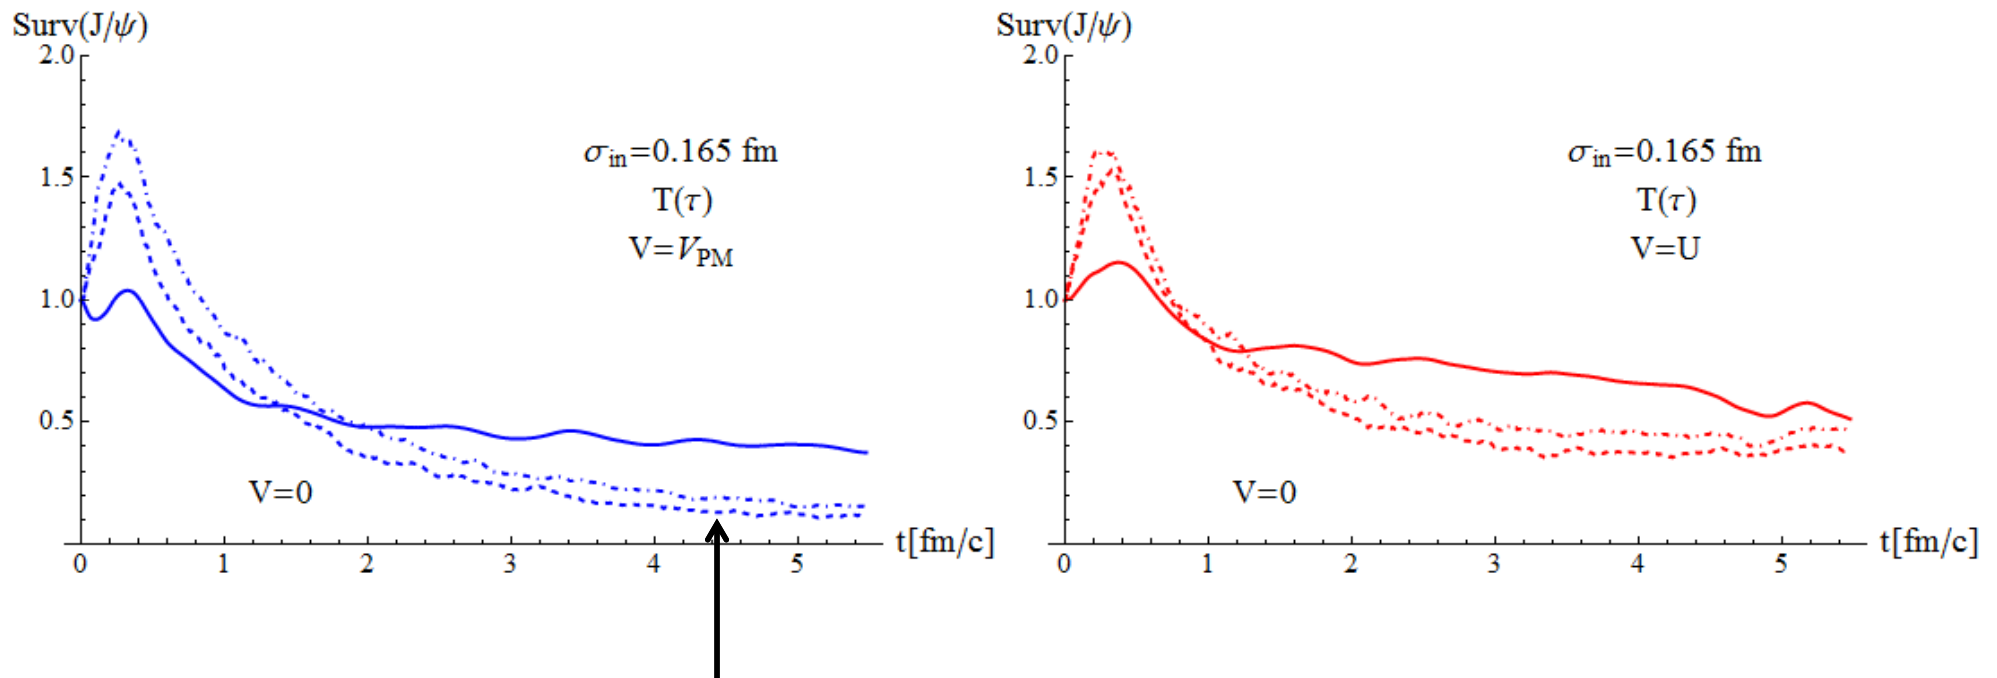 Surv(J/ψ)
2.0
1.5
1.0
0.5
σin=0.165 fm
T(τ)
V=VPM
V=0
0 1 2 3 4 5
t[fm/c]
Surv(J/ψ)
2.0
1.5
1.0
0.5
σin=0.165 fm
T(τ)
V=U
V=0
0 1 2 3 4 5
t[fm/c]